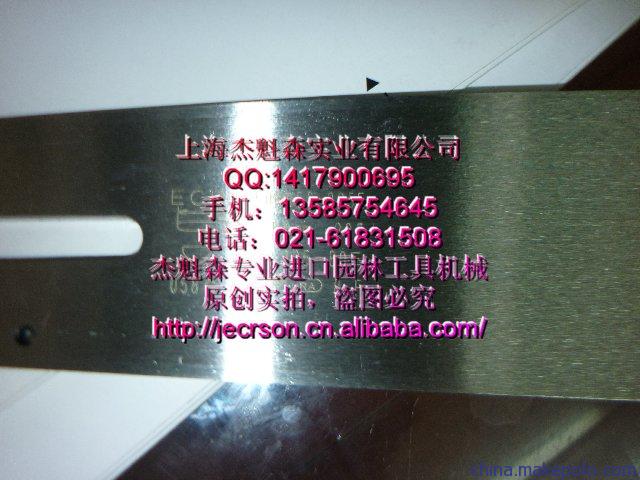 上海杰魁森实业有限公司
QQ:1417900695
手机：13585754645
电话：021-61831508
杰魁森专业进口园林工具机械
原创实拍，盗图必究
http://jecrson.cn.alibaba.com/
china.makepolo.com